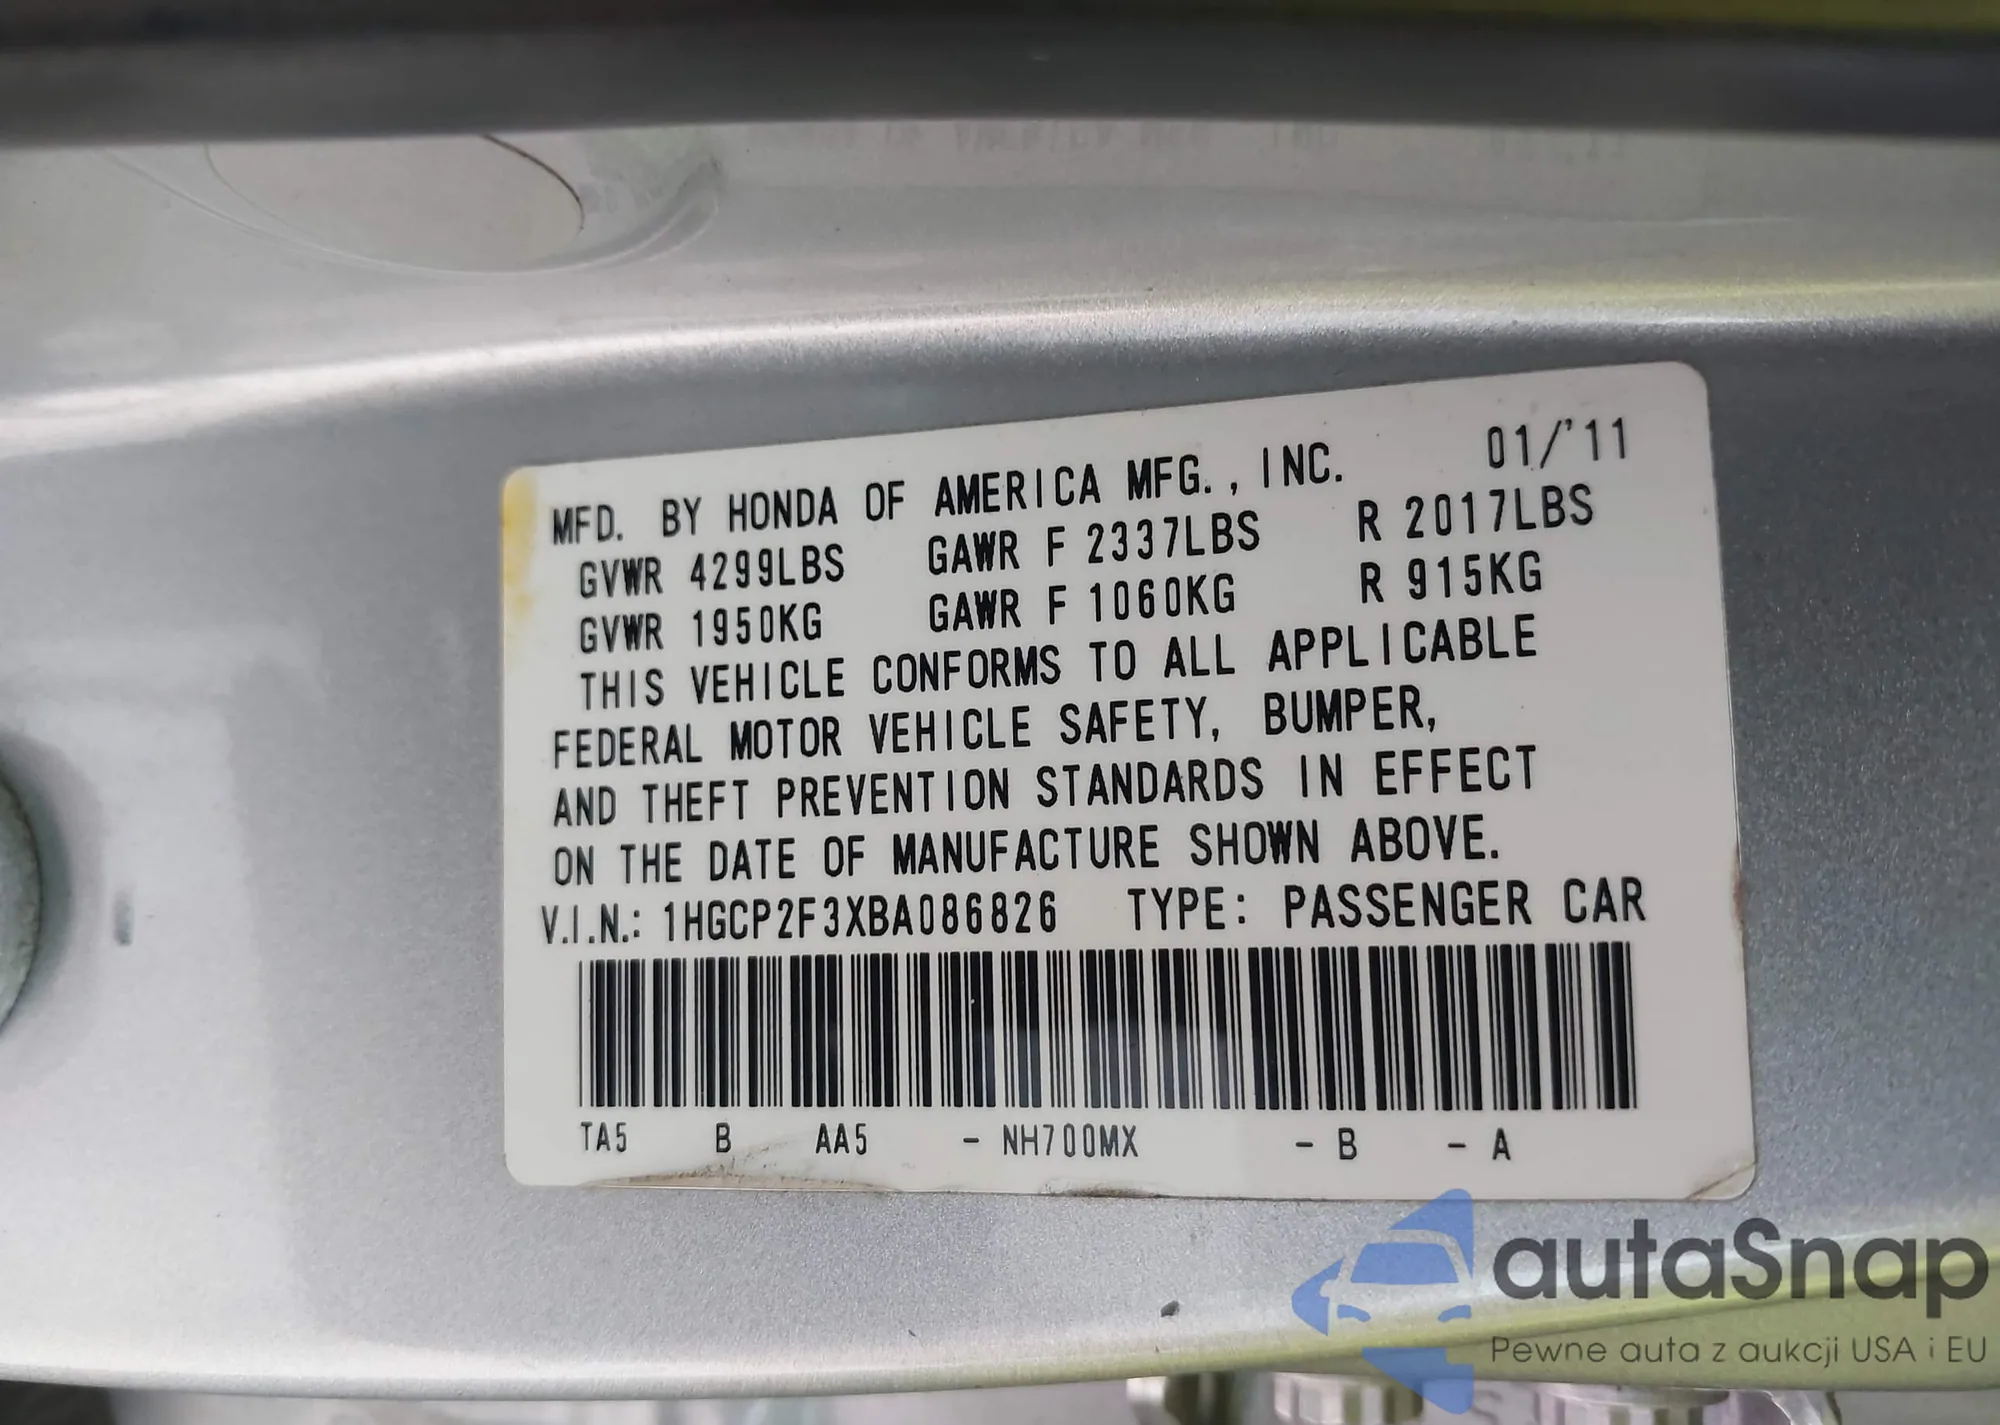 MFD. BY HONDA OF AMERICA MFG., INC. 01/'11
GVWR 4299LBS GAWR F 2337LBS R 2017LBS
GVWR 1950KG GAWR F 1060KG R 915KG
THIS VEHICLE CONFORMS TO ALL APPLICABLE
FEDERAL MOTOR VEHICLE SAFETY, BUMPER,
AND THEFT PREVENTION STANDARDS IN EFFECT
ON THE DATE OF MANUFACTURE SHOWN ABOVE.
V.I.N.: 1HGCP2F3XBA086826 TYPE: PASSENGER CAR
TA5 B AA5 - NH700MX - B - A
autaSnap
Pewne auta z aukcji USA i EU